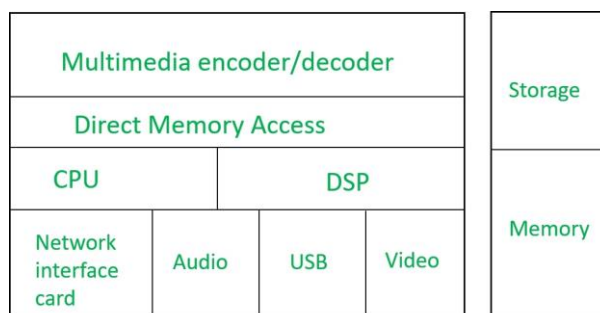 Multimedia encoder/decoder
Direct Memory Access
CPU
DSP
Network
interface
card
Audio
USB
Video
Storage
Memory